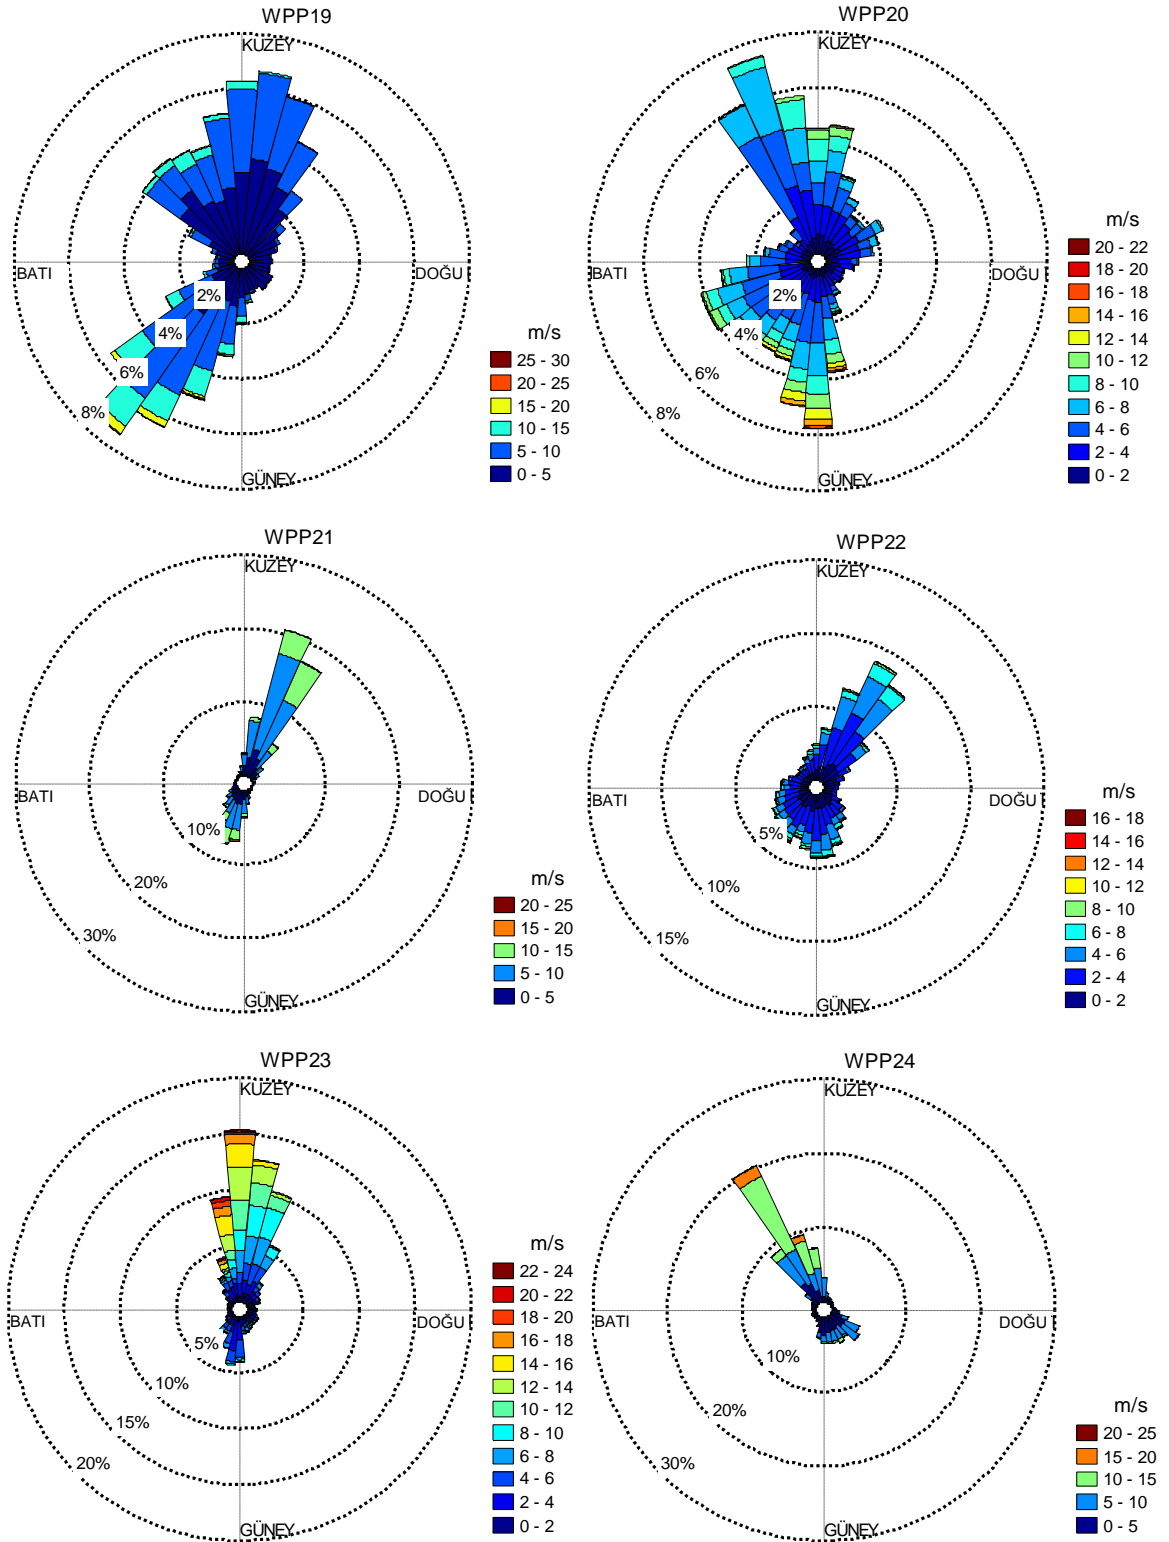 WPP19
KUZEY
BATI
DOĞU
GÜNEY
2%
4%
6%
8%
m/s
25 - 30
20 - 25
15 - 20
10 - 15
5 - 10
0 - 5
WPP20
KUZEY
BATI
DOĞU
GÜNEY
2%
4%
6%
8%
m/s
20 - 22
18 - 20
16 - 18
14 - 16
12 - 14
10 - 12
8 - 10
6 - 8
4 - 6
2 - 4
0 - 2
WPP21
KUZEY
BATI
DOĞU
GÜNEY
10%
20%
30%
m/s
20 - 25
15 - 20
10 - 15
5 - 10
0 - 5
WPP22
KUZEY
BATI
DOĞU
GÜNEY
5%
10%
15%
m/s
16 - 18
14 - 16
12 - 14
10 - 12
8 - 10
6 - 8
4 - 6
2 - 4
0 - 2
WPP23
KUZEY
BATI
DOĞU
GÜNEY
5%
10%
15%
20%
m/s
22 - 24
20 - 22
18 - 20
16 - 18
14 - 16
12 - 14
10 - 12
8 - 10
6 - 8
4 - 6
2 - 4
0 - 2
WPP24
KUZEY
BATI
DOĞU
GÜNEY
10%
20%
30%
m/s
20 - 25
15 - 20
10 - 15
5 - 10
0 - 5